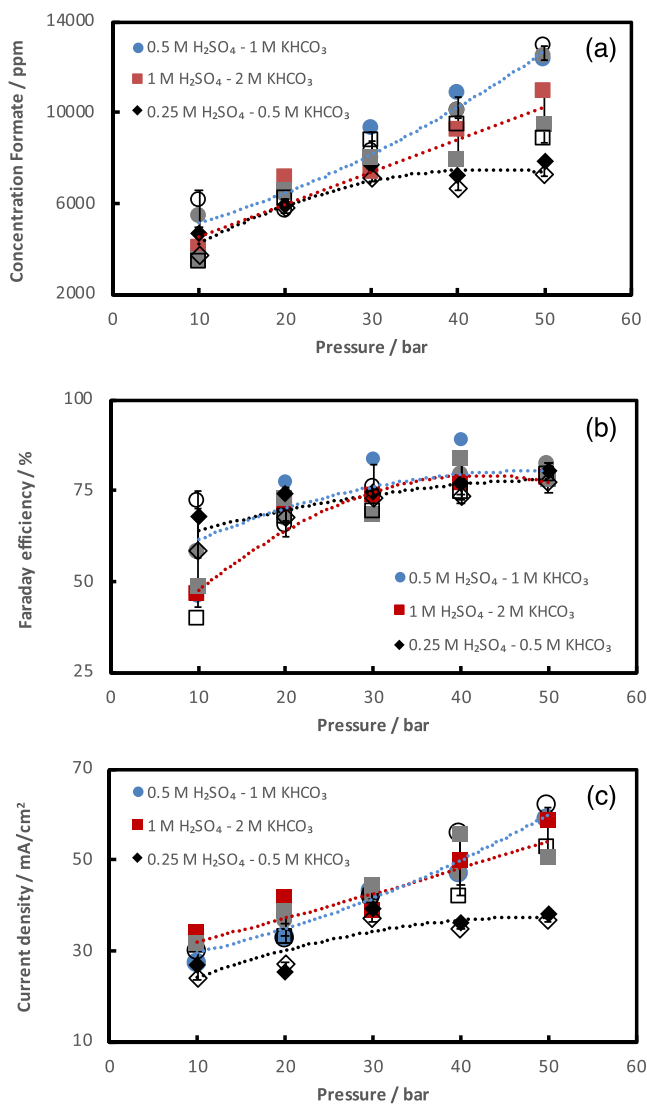 14000
(a)
0.5 M H₂SO₄ - 1 M KHCO₃
1 M H₂SO₄ - 2 M KHCO₃
10000
0.25 M H₂SO₄ - 0.5 KHCO₃
Concentration Formate / ppm
6000
2000
0 10 20 30 40 50 60
Pressure / bar
100
(b)
75
Faraday efficiency / %
50
0.5 M H₂SO₄ - 1 M KHCO₃
1 M H₂SO₄ - 2 M KHCO₃
0.25 M H₂SO₄ - 0.5 M KHCO₃
25
0 10 20 30 40 50 60
Pressure / bar
70
(c)
0.5 M H₂SO₄ - 1 M KHCO₃
1 M H₂SO₄ - 2 M KHCO₃
0.25 M H₂SO₄ - 0.5 M KHCO₃
50
Current density / mA/cm²
30
10
0 10 20 30 40 50 60
Pressure / bar